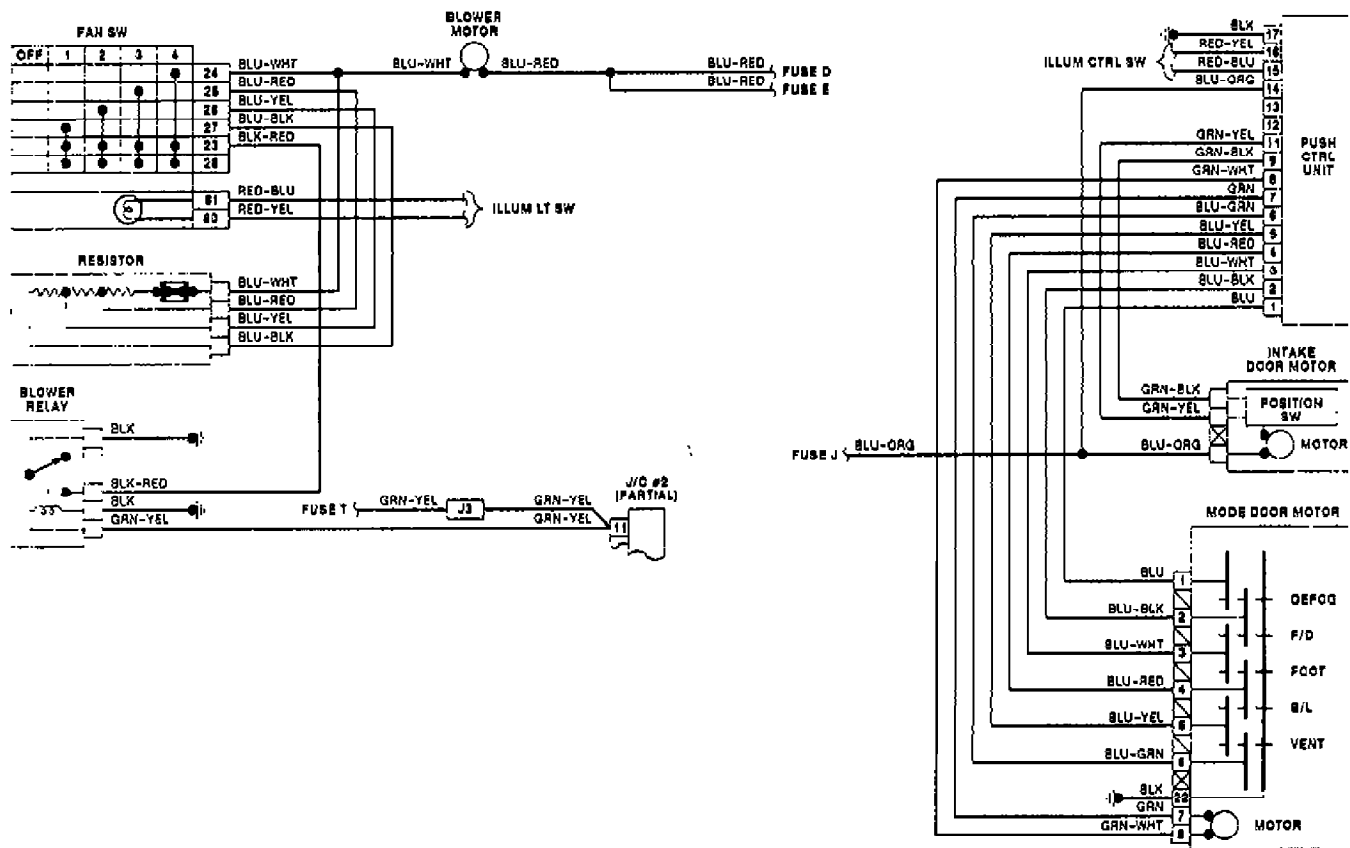 FAN SW
OFF 1 2 3 4
24 BLU-WHT
25 BLU-RED
26 BLU-YEL
27 BLU-BLK
23 BLK-RED
28
BLOWER
MOTOR
BLU-WHT BLU-RED
BLU-RED FUSE D
BLU-RED FUSE E
61 RED-BLU
60 RED-YEL
ILLUM LT SW
RESISTOR
BLU-WHT
BLU-RED
BLU-YEL
BLU-BLK
BLOWER
RELAY
BLK
BLK-RED
BLK
GRN-YEL
FUSE T GRN-YEL J3 GRN-YEL
GRN-YEL
J/C #2
(PARTIAL)
11
ILLUM CTRL SW
BLK 17
RED-YEL 16
RED-BLU 15
BLU-ORG 14
13
12
GRN-YEL 11
GRN-BLK 9
GRN-WHT 8
GRN 7
BLU-GRN 6
BLU-YEL 5
BLU-RED 4
BLU-WHT 3
BLU-BLK 2
BLU 1
PUSH
CTRL
UNIT
INTAKE
DOOR MOTOR
GRN-BLK
GRN-YEL
POSITION
SW
FUSE J BLU-ORG
BLU-ORG
MOTOR
MODE DOOR MOTOR
BLU 1
DEFOG
BLU-BLK 2
F/D
BLU-WHT 3
FOOT
BLU-RED 4
B/L
BLU-YEL 5
VENT
BLU-GRN 6
BLK 22
GRN 7
GRN-WHT 8
MOTOR